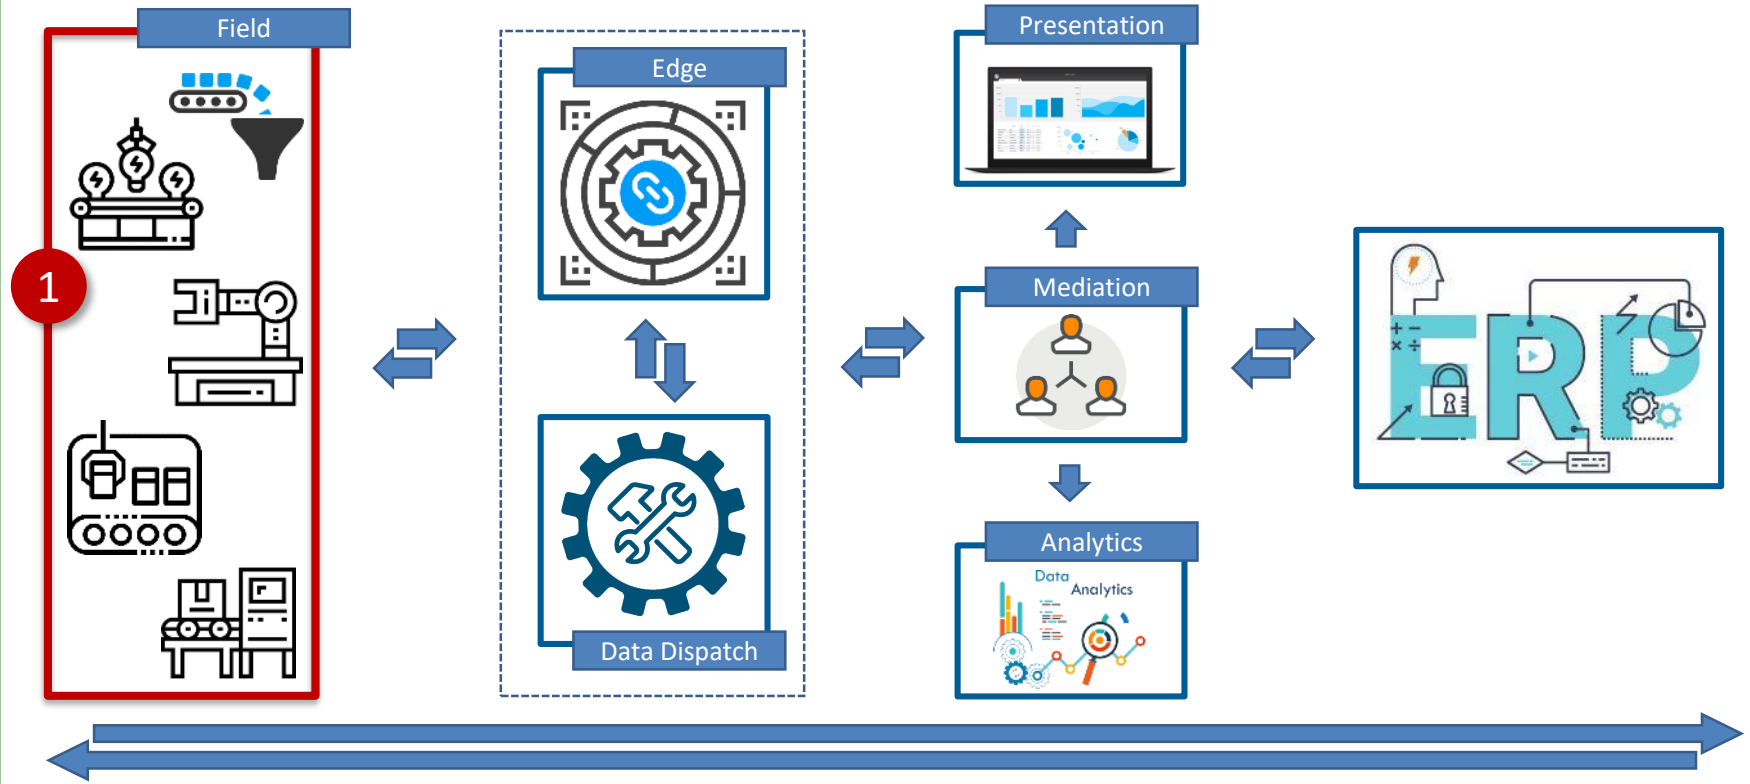 Field
1
Edge
Data Dispatch
Presentation
Mediation
Analytics
Data
Analytics
ERP